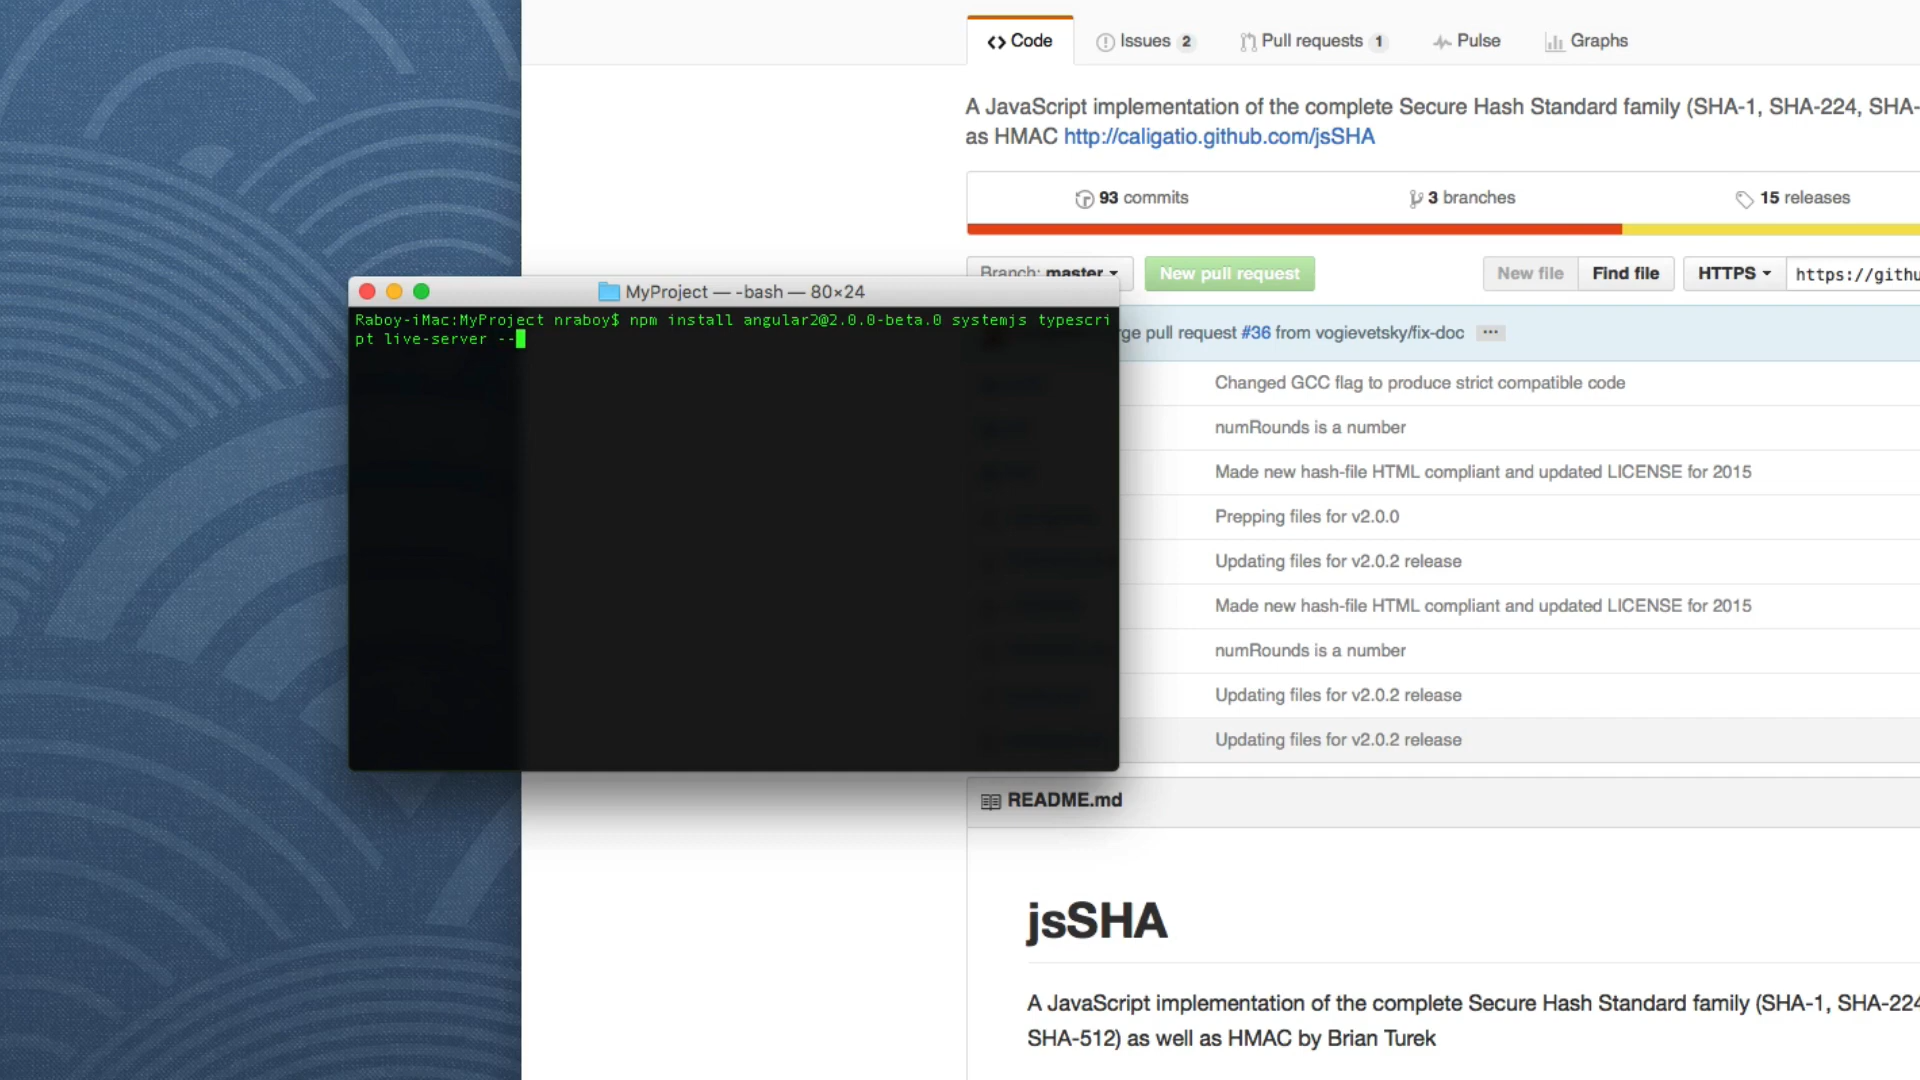 Code
Issues 2
Pull requests 1
Pulse
Graphs
A JavaScript implementation of the complete Secure Hash Standard family (SHA-1, SHA-224, SHA-
as HMAC http://caligatio.github.com/jsSHA
93 commits
3 branches
15 releases
Branch: master
New pull request
New file
Find file
HTTPS
https://githu
MyProject — -bash — 80×24
Raboy-iMac:MyProject nraboy$ npm install angular2@2.0.0-beta.0 systemjs typescri
pt live-server --
ge pull request #36 from vogievetsky/fix-doc
Changed GCC flag to produce strict compatible code
numRounds is a number
Made new hash-file HTML compliant and updated LICENSE for 2015
Prepping files for v2.0.0
Updating files for v2.0.2 release
Made new hash-file HTML compliant and updated LICENSE for 2015
numRounds is a number
Updating files for v2.0.2 release
Updating files for v2.0.2 release
README.md
jsSHA
A JavaScript implementation of the complete Secure Hash Standard family (SHA-1, SHA-224
SHA-512) as well as HMAC by Brian Turek